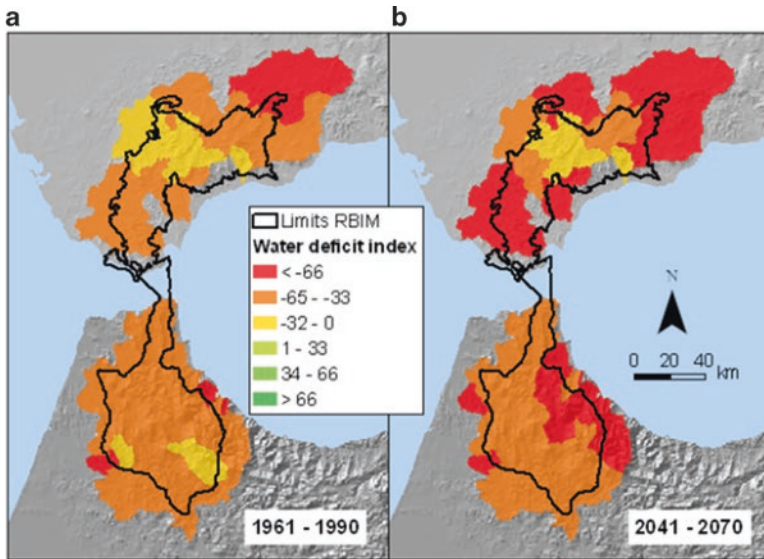 a
b
Limits RBIM
Water deficit index
< -66
-65 - -33
-32 - 0
1 - 33
34 - 66
> 66
1961 - 1990
N
0 20 40
km
2041 - 2070